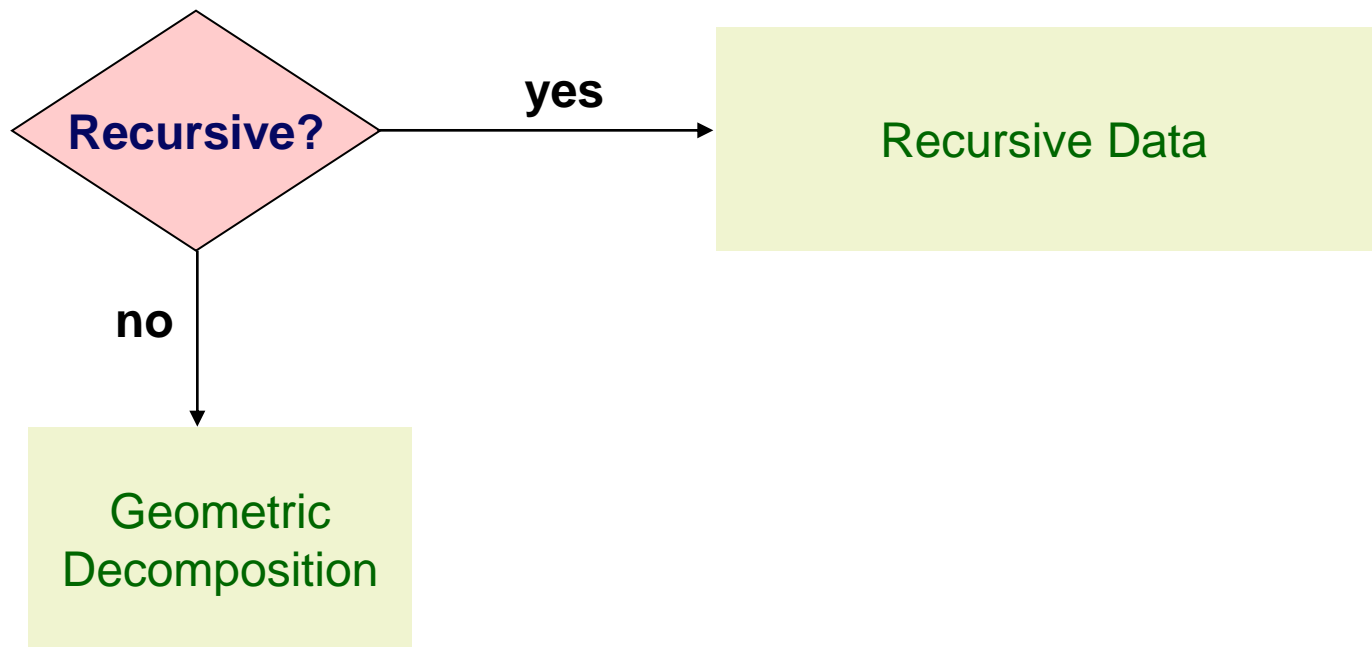 Recursive?
yes
Recursive Data
no
Geometric
Decomposition